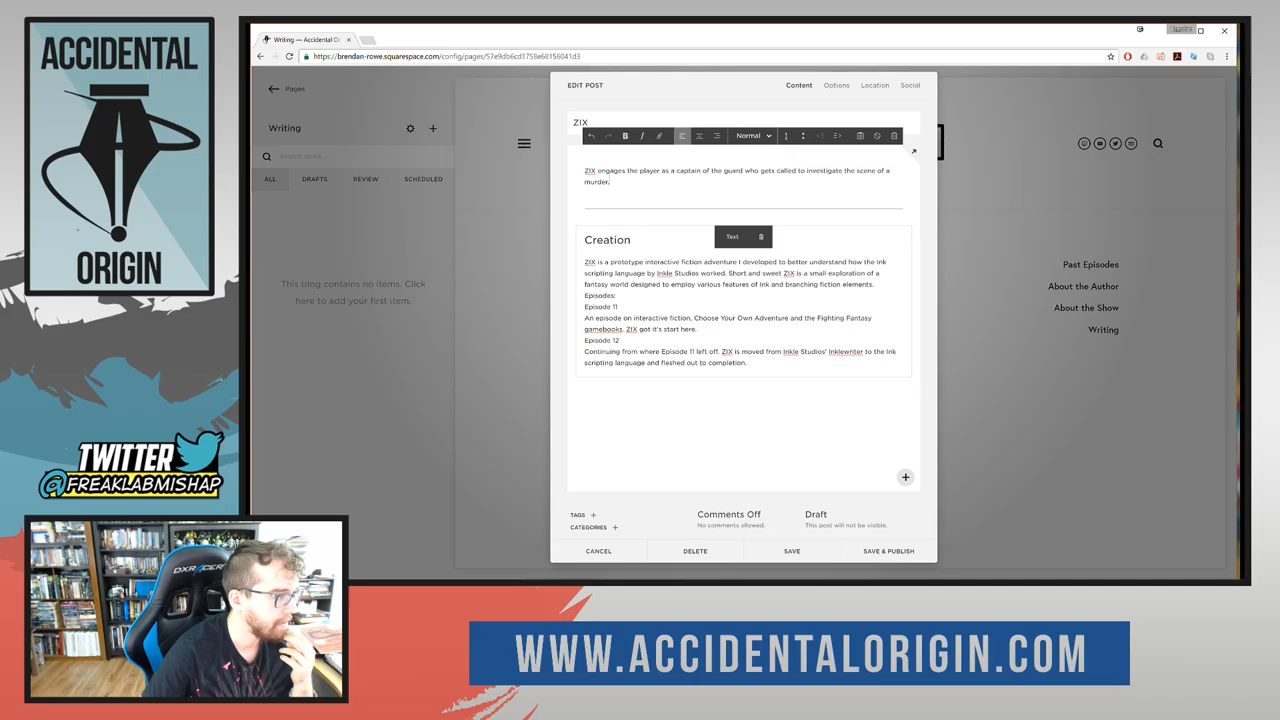 ACCIDENTAL
ORIGIN
TWITTER
@FREAKLABMISHAP
DXRACER
Writing — Accidental O
https://brendan-rowe.squarespace.com/config/pages/57e9db6cd1758e68156041d3
Pages
Writing
Search items...
ALL
DRAFTS
REVIEW
SCHEDULED
This blog contains no items. Click
here to add your first item.
EDIT POST
Content
Options
Location
Social
ZIX
B
I
Normal
ZIX engages the player as a captain of the guard who gets called to investigate the scene of a
murder,
Text
Creation
ZIX is a prototype interactive fiction adventure I developed to better understand how the Ink
scripting language by Inkle Studios worked. Short and sweet ZIX is a small exploration of a
fantasy world designed to employ various features of Ink and branching fiction elements.
Episodes:
Episode 11
An episode on interactive fiction, Choose Your Own Adventure and the Fighting Fantasy
gamebooks. ZIX got it's start here.
Episode 12
Continuing from where Episode 11 left off. ZIX is moved from Inkle Studios' Inklewriter to the Ink
scripting language and fleshed out to completion.
TAGS +
CATEGORIES +
Comments Off
No comments allowed.
Draft
This post will not be visible.
CANCEL
DELETE
SAVE
SAVE & PUBLISH
Past Episodes
About the Author
About the Show
Writing
WWW.ACCIDENTALORIGIN.COM